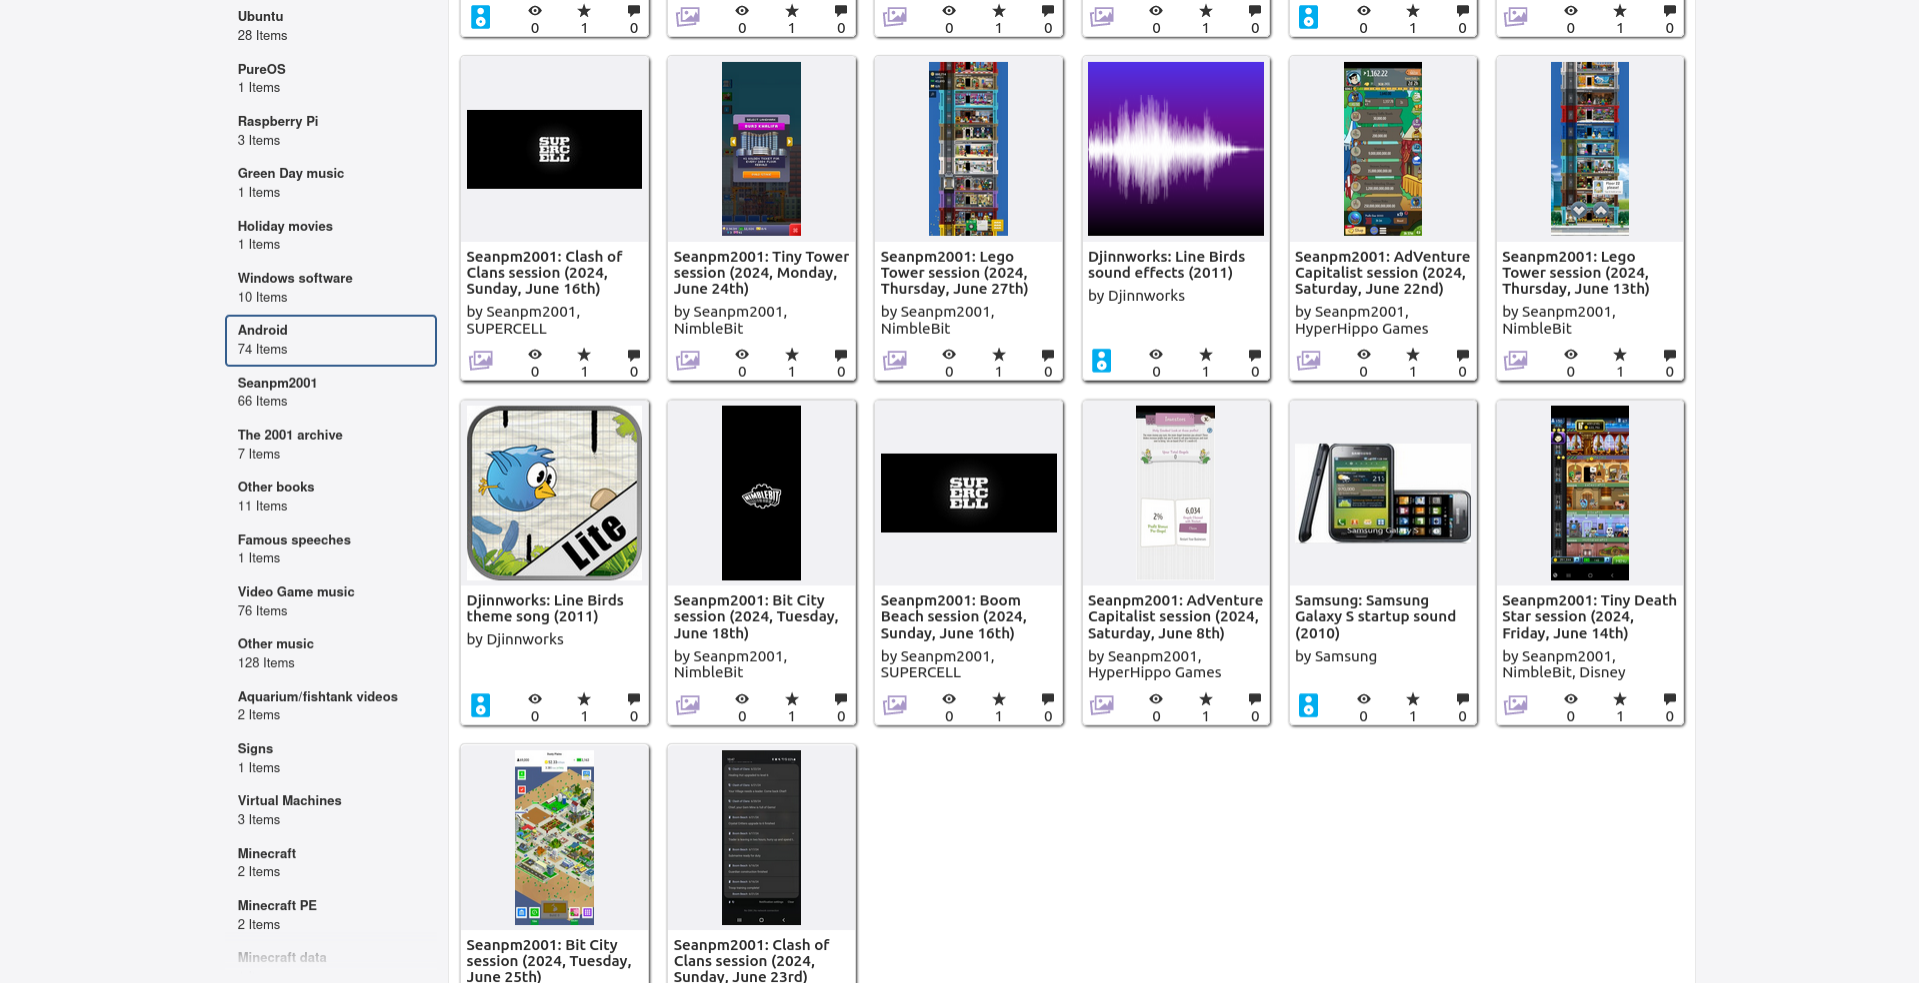 Ubuntu
28 Items
PureOS
1 Items
Raspberry Pi
3 Items
Green Day music
1 Items
Holiday movies
1 Items
Windows software
10 Items
Android
74 Items
Seanpm2001
66 Items
The 2001 archive
7 Items
Other books
11 Items
Famous speeches
1 Items
Video Game music
76 Items
Other music
128 Items
Aquarium/fishtank videos
2 Items
Signs
1 Items
Virtual Machines
3 Items
Minecraft
2 Items
Minecraft PE
2 Items
Minecraft data
0 1 0
0 1 0
0 1 0
0 1 0
0 1 0
0 1 0
SUP
ERC
ELL
Seanpm2001: Clash of
Clans session (2024,
Sunday, June 16th)
by Seanpm2001,
SUPERCELL
0 1 0
Seanpm2001: Tiny Tower
session (2024, Monday,
June 24th)
by Seanpm2001,
NimbleBit
0 1 0
Seanpm2001: Lego
Tower session (2024,
Thursday, June 27th)
by Seanpm2001,
NimbleBit
0 1 0
Djinnworks: Line Birds
sound effects (2011)
by Djinnworks
0 1 0
Seanpm2001: AdVenture
Capitalist session (2024,
Saturday, June 22nd)
by Seanpm2001,
HyperHippo Games
0 1 0
Seanpm2001: Lego
Tower session (2024,
Thursday, June 13th)
by Seanpm2001,
NimbleBit
0 1 0
Lite
Djinnworks: Line Birds
theme song (2011)
by Djinnworks
0 1 0
NIMBLEBIT
Seanpm2001: Bit City
session (2024, Tuesday,
June 18th)
by Seanpm2001,
NimbleBit
0 1 0
SUP
ERC
ELL
Seanpm2001: Boom
Beach session (2024,
Sunday, June 16th)
by Seanpm2001,
SUPERCELL
0 1 0
2%
6,034
Seanpm2001: AdVenture
Capitalist session (2024,
Saturday, June 8th)
by Seanpm2001,
HyperHippo Games
0 1 0
Samsung Galaxy S
Samsung: Samsung
Galaxy S startup sound
(2010)
by Samsung
0 1 0
Seanpm2001: Tiny Death
Star session (2024,
Friday, June 14th)
by Seanpm2001,
NimbleBit, Disney
0 1 0
Seanpm2001: Bit City
session (2024, Tuesday,
June 25th)
Seanpm2001: Clash of
Clans session (2024,
Sunday, June 23rd)